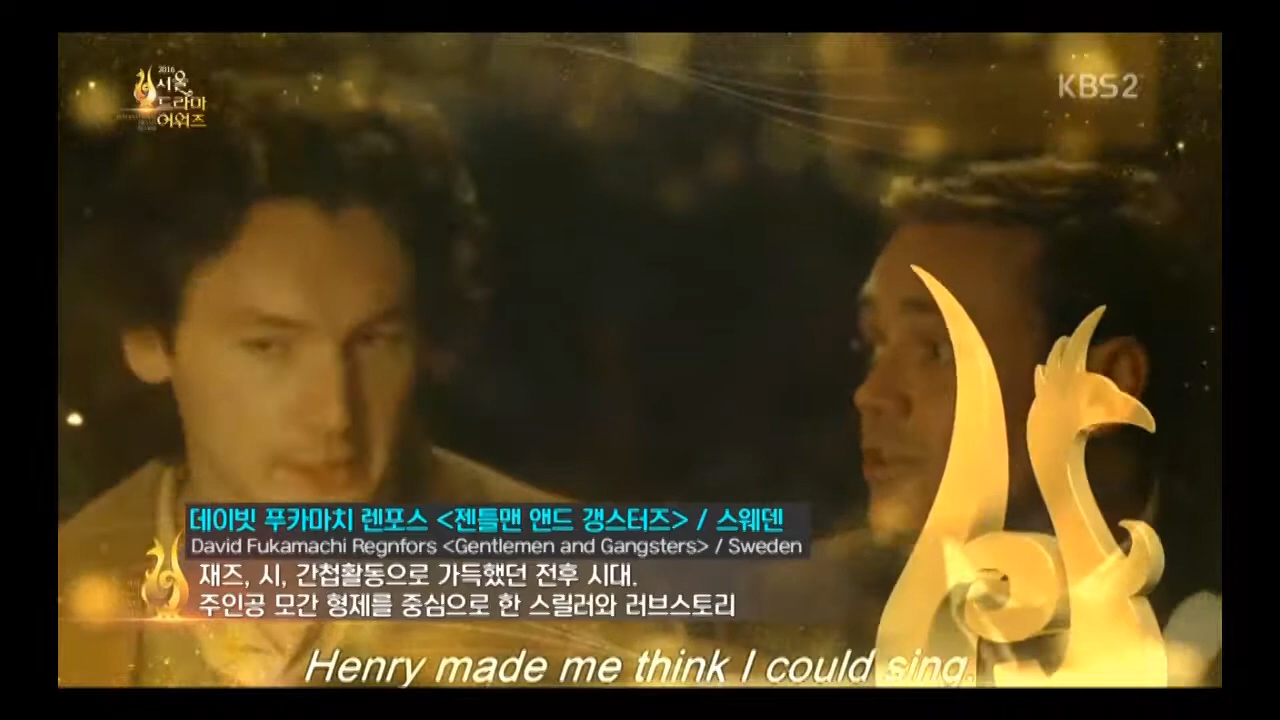 2016
서울
드라마
어워즈
KBS2
데이빗 푸카마치 렌포스 <젠틀맨 앤드 갱스터즈> / 스웨덴
David Fukamachi Regnfors <Gentlemen and Gangsters> / Sweden
재즈, 시, 간첩활동으로 가득했던 전후 시대.
주인공 모간 형제를 중심으로 한 스릴러와 러브스토리
Henry made me think I could sing.